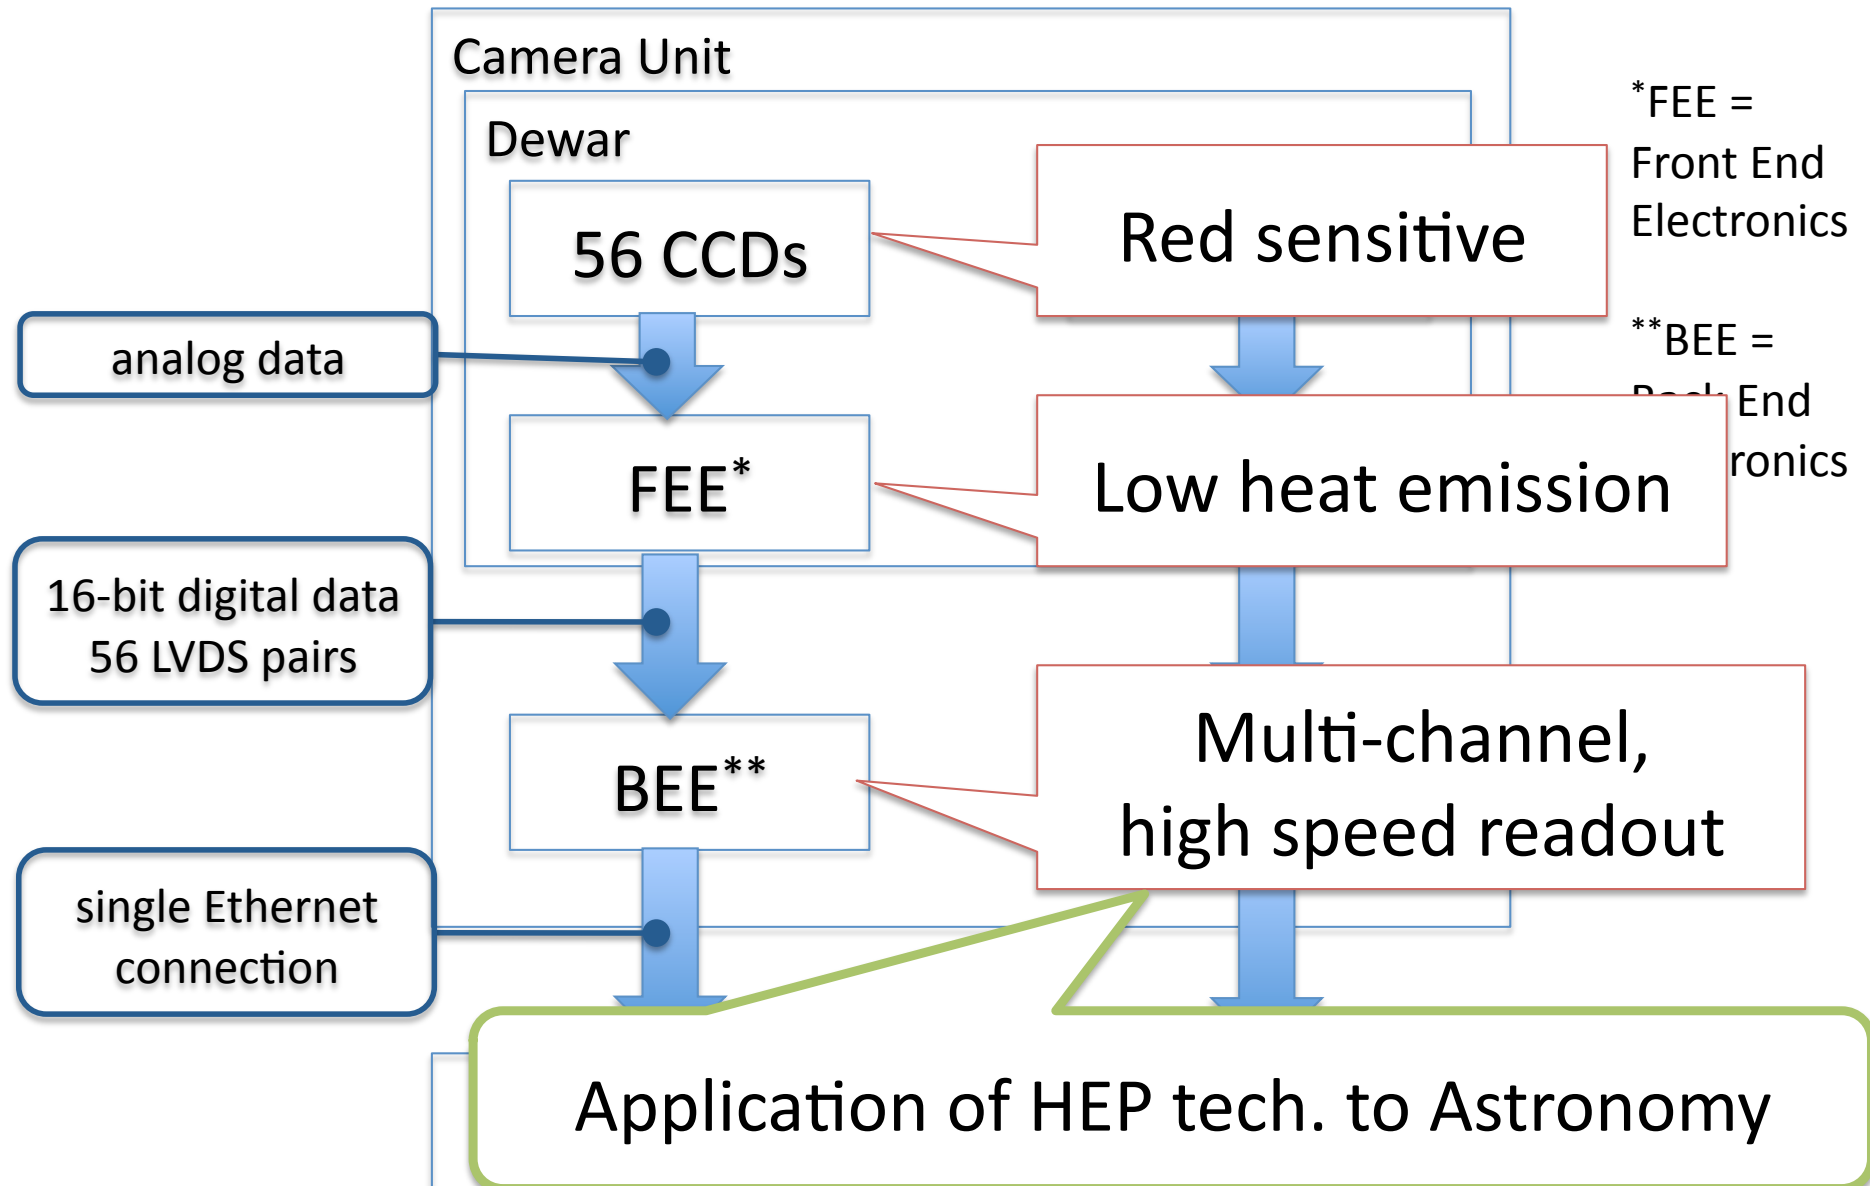 Camera Unit
Dewar
56 CCDs
Red sensitive
*FEE =
Front End
Electronics
analog data
**BEE =
End
FEE*
Low heat emission
16-bit digital data
56 LVDS pairs
BEE**
Multi-channel,
high speed readout
single Ethernet
connection
Application of HEP tech. to Astronomy